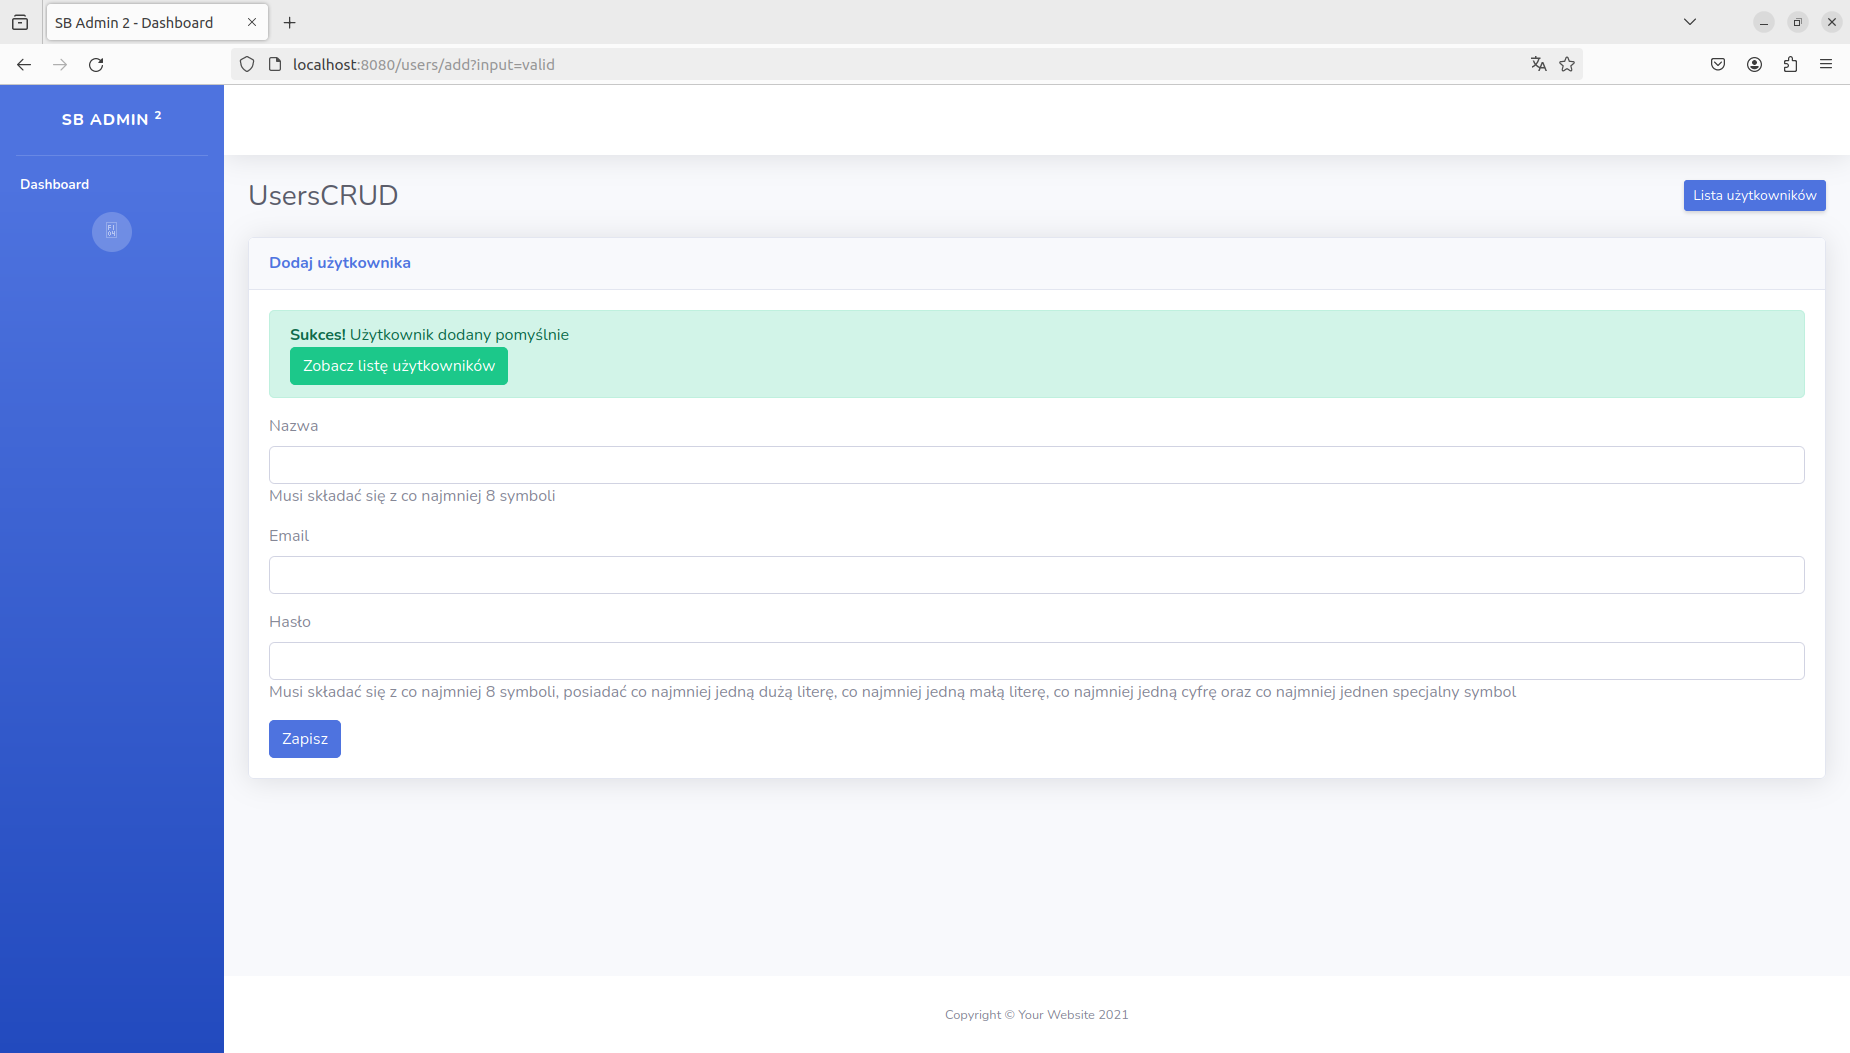 SB Admin 2 - Dashboard
localhost:8080/users/add?input=valid
SB ADMIN 2
Dashboard
UsersCRUD
Lista użytkowników
Dodaj użytkownika
Sukces! Użytkownik dodany pomyślnie
Zobacz listę użytkowników
Nazwa
Musi składać się z co najmniej 8 symboli
Email
Hasło
Musi składać się z co najmniej 8 symboli, posiadać co najmniej jedną dużą literę, co najmniej jedną małą literę, co najmniej jedną cyfrę oraz co najmniej jednen specjalny symbol
Zapisz
Copyright © Your Website 2021